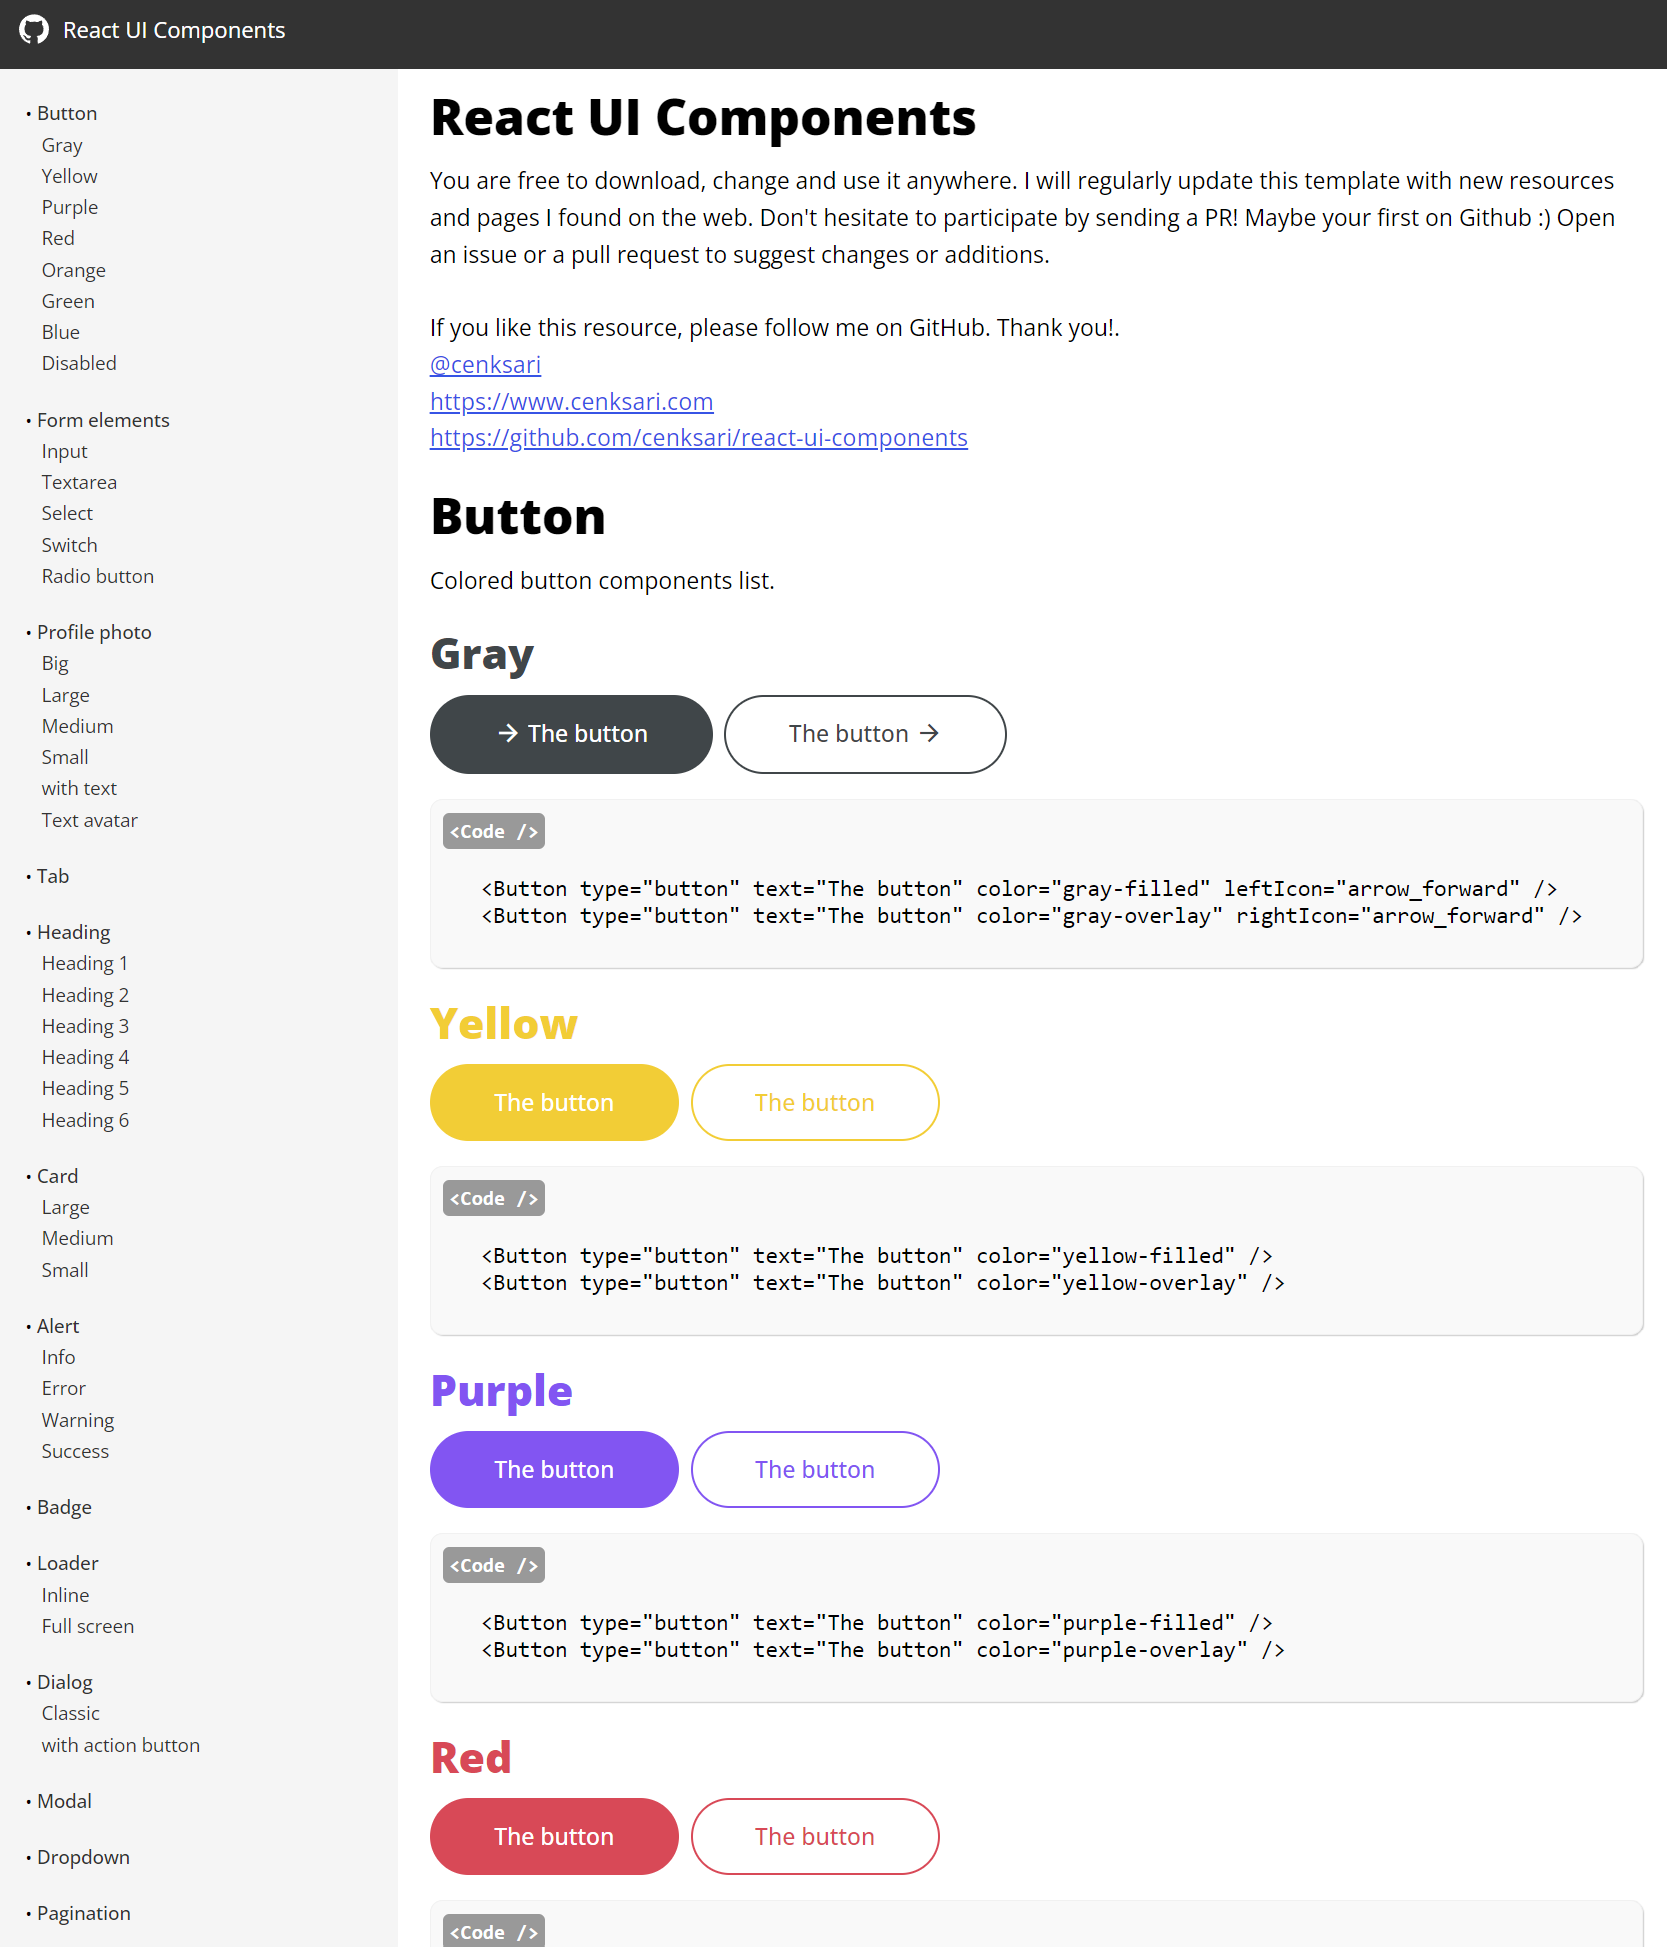 React UI Components
• Button
Gray
Yellow
Purple
Red
Orange
Green
Blue
Disabled
• Form elements
Input
Textarea
Select
Switch
Radio button
• Profile photo
Big
Large
Medium
Small
with text
Text avatar
• Tab
• Heading
Heading 1
Heading 2
Heading 3
Heading 4
Heading 5
Heading 6
• Card
Large
Medium
Small
• Alert
Info
Error
Warning
Success
• Badge
• Loader
Inline
Full screen
• Dialog
Classic
with action button
• Modal
• Dropdown
• Pagination
React UI Components
You are free to download, change and use it anywhere. I will regularly update this template with new resources
and pages I found on the web. Don't hesitate to participate by sending a PR! Maybe your first on Github :) Open
an issue or a pull request to suggest changes or additions.
If you like this resource, please follow me on GitHub. Thank you!.
@cenksari
https://www.cenksari.com
https://github.com/cenksari/react-ui-components
Button
Colored button components list.
Gray
→ The button
The button →
<Code />
<Button type="button" text="The button" color="gray-filled" leftIcon="arrow_forward" />
<Button type="button" text="The button" color="gray-overlay" rightIcon="arrow_forward" />
Yellow
The button
The button
<Code />
<Button type="button" text="The button" color="yellow-filled" />
<Button type="button" text="The button" color="yellow-overlay" />
Purple
The button
The button
<Code />
<Button type="button" text="The button" color="purple-filled" />
<Button type="button" text="The button" color="purple-overlay" />
Red
The button
The button
<Code />